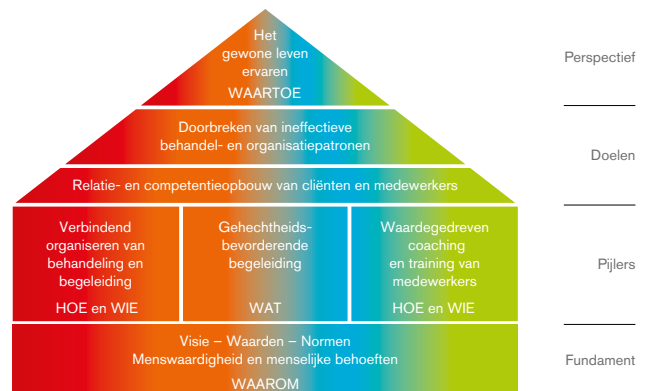 Het
gewone leven
ervaren
WAARTOE
Perspectief
Doorbreken van ineffectieve
behandel- en organisatiepatronen
Doelen
Relatie- en competentieopbouw van cliënten en medewerkers
Verbindend
organiseren van
behandeling en
begeleiding
HOE en WIE
Gehechtheids-
bevorderende
begeleiding
WAT
Waardegedreven
coaching
en training van
medewerkers
HOE en WIE
Pijlers
Visie – Waarden – Normen
Menswaardigheid en menselijke behoeften
WAAROM
Fundament